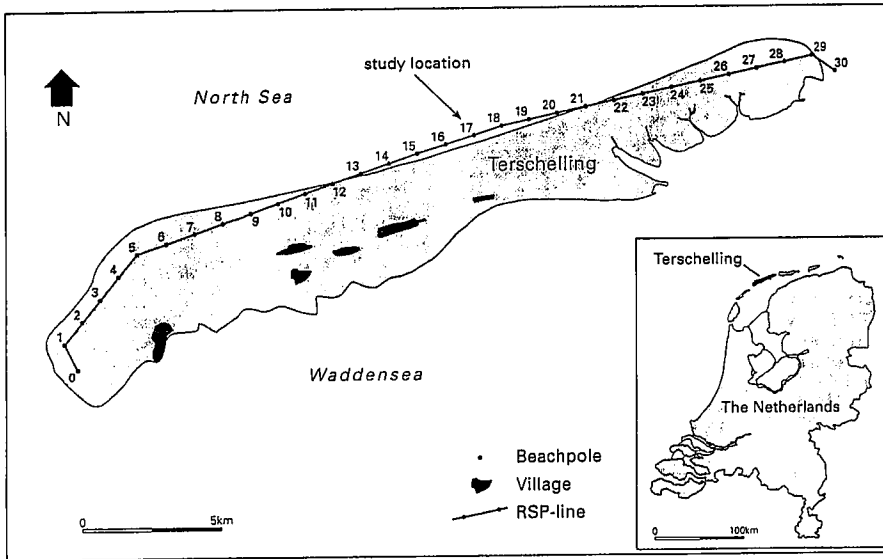 study location
North Sea
N
Terschelling
Waddensea
0
1
2
3
4
5
6
7
8
9
10
11
12
13
14
15
16
17
18
19
20
21
22
23
24
25
26
27
28
29
30
Beachpole
Village
RSP-line
0 5km
Terschelling
The Netherlands
0 100km